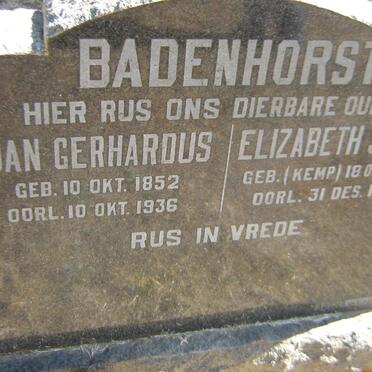 BADENHORST
HIER RUS ONS DIERBARE
GERHARDUS
GEB. 10 OKT. 1852
OORL. 10 OKT. 1936
ELIZABETH
GEB. (KEMP) 18
OORL. 31 DES.
RUS IN VREDE